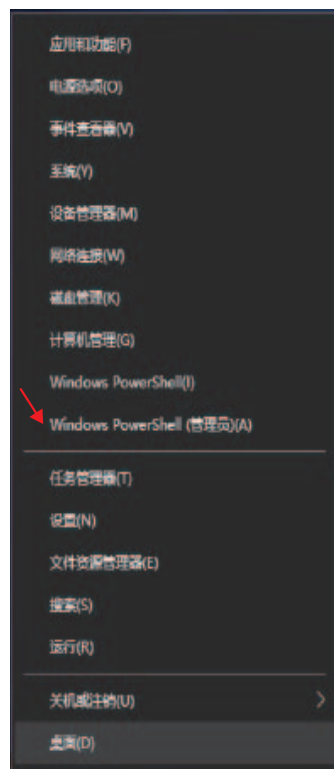 应用和功能(F)
电源选项(O)
事件查看器(V)
系统(Y)
设备管理器(M)
网络连接(W)
磁盘管理(K)
计算机管理(G)
Windows PowerShell(I)
Windows PowerShell (管理员)(A)
任务管理器(T)
设置(N)
文件资源管理器(E)
搜索(S)
运行(R)
关机或注销(U)
桌面(D)